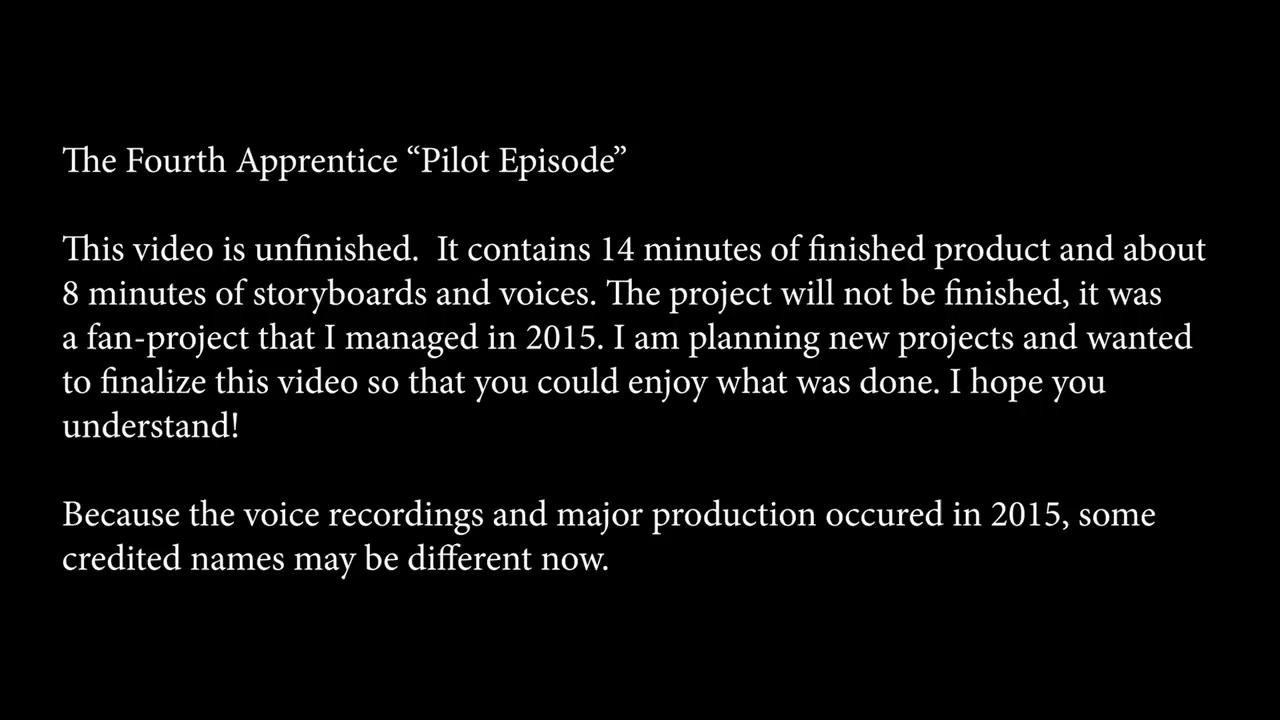 The Fourth Apprentice “Pilot Episode”
This video is unfinished.  It contains 14 minutes of finished product and about
8 minutes of storyboards and voices. The project will not be finished, it was
a fan-project that I managed in 2015. I am planning new projects and wanted
to finalize this video so that you could enjoy what was done. I hope you
understand!
Because the voice recordings and major production occured in 2015, some
credited names may be different now.